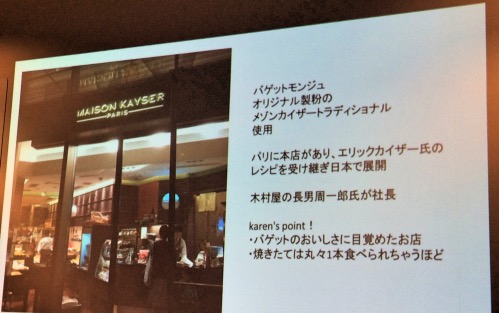 MAISON KAYSER
PARIS
バゲットモンジュ
オリジナル製粉の
メゾンカイザートラディショナル
使用
パリに本店があり、エリックカイザー氏の
レシピを受け継ぎ日本で展開
木村屋の長男周一郎氏が社長
karen's point！
・バゲットのおいしさに目覚めたお店
・焼きたては丸々1本食べられちゃうほど